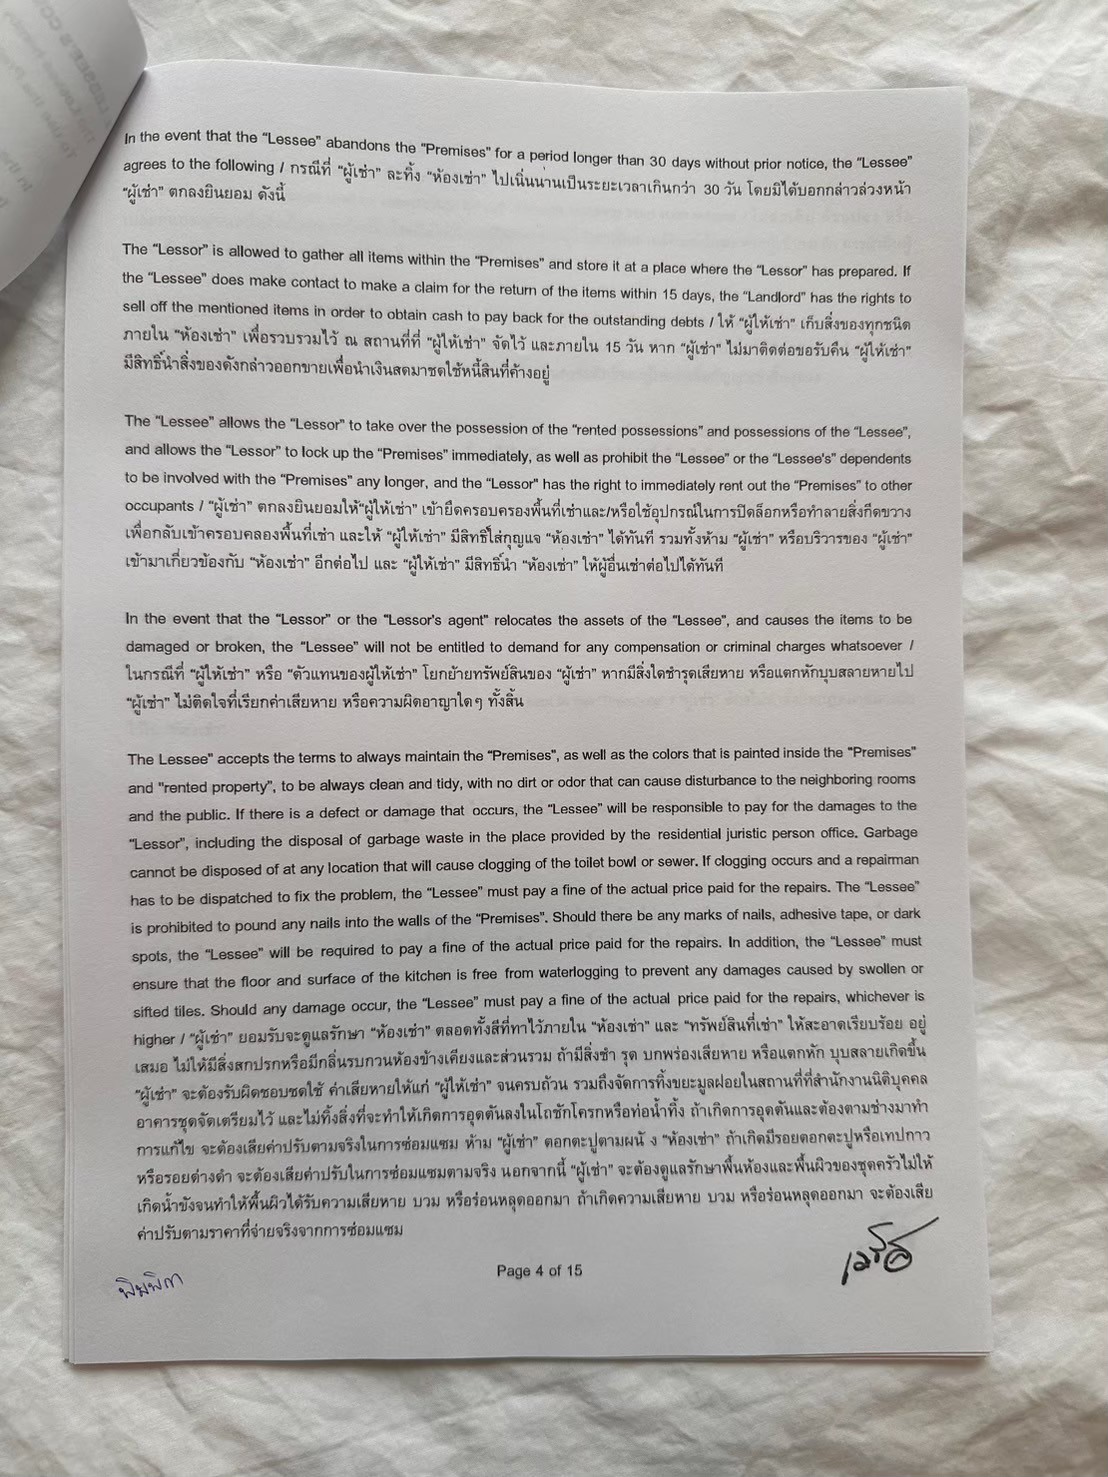 In the event that the "Lessee" abandons the "Premises" for a period longer than 30 days without prior notice, the "Lessee"
agrees to the following / กรณีที่ "ผู้เช่า" ละทิ้ง "ห้องเช่า" ไปเนิ่นนานเป็นระยะเวลาเกินกว่า 30 วัน โดยมิได้บอกกล่าวล่วงหน้า
"ผู้เช่า" ตกลงยินยอม ดังนี้
The "Lessor" is allowed to gather all items within the "Premises" and store it at a place where the "Lessor" has prepared. If
the "Lessee" does make contact to make a claim for the return of the items within 15 days, the "Landlord" has the rights to
sell off the mentioned items in order to obtain cash to pay back for the outstanding debts / ให้ "ผู้ให้เช่า" เก็บสิ่งของทุกชนิด
ภายใน "ห้องเช่า" เพื่อรวบรวมไว้ ณ สถานที่ที่ "ผู้ให้เช่า" จัดไว้ และภายใน 15 วัน หาก "ผู้เช่า" ไม่มาติดต่อขอรับคืน "ผู้ให้เช่า"
มีสิทธิ์นำสิ่งของดังกล่าวออกขายเพื่อนำเงินสดมาชดใช้หนี้สินที่ค้างอยู่
The "Lessee" allows the "Lessor" to take over the possession of the "rented possessions" and possessions of the "Lessee",
and allows the "Lessor" to lock up the "Premises" immediately, as well as prohibit the "Lessee" or the "Lessee's" dependents
to be involved with the "Premises" any longer, and the "Lessor" has the right to immediately rent out the "Premises" to other
occupants / "ผู้เช่า" ตกลงยินยอมให้"ผู้ให้เช่า" เข้ายึดครอบครองพื้นที่เช่าและ/หรือใช้อุปกรณ์ในการปิดล็อกหรือทำลายสิ่งกีดขวาง
เพื่อกลับเข้าครอบคลองพื้นที่เช่า และให้ "ผู้ให้เช่า" มีสิทธิใส่กุญแจ "ห้องเช่า" ได้ทันที รวมทั้งห้าม "ผู้เช่า" หรือบริวารของ "ผู้เช่า"
เข้ามาเกี่ยวข้องกับ "ห้องเช่า" อีกต่อไป และ "ผู้ให้เช่า" มีสิทธิ์นำ "ห้องเช่า" ให้ผู้อื่นเช่าต่อไปได้ทันที
In the event that the "Lessor" or the "Lessor's agent" relocates the assets of the "Lessee", and causes the items to be
damaged or broken, the "Lessee" will not be entitled to demand for any compensation or criminal charges whatsoever /
ในกรณีที่ "ผู้ให้เช่า" หรือ "ตัวแทนของผู้ให้เช่า" โยกย้ายทรัพย์สินของ "ผู้เช่า" หากมีสิ่งใดชำรุดเสียหาย หรือแตกหักบุบสลายหายไป
"ผู้เช่า" ไม่ติดใจที่เรียกค่าเสียหาย หรือความผิดอาญาใดๆ ทั้งสิ้น
The Lessee" accepts the terms to always maintain the "Premises", as well as the colors that is painted inside the "Premises"
and "rented property", to be always clean and tidy, with no dirt or odor that can cause disturbance to the neighboring rooms
and the public. If there is a defect or damage that occurs, the "Lessee" will be responsible to pay for the damages to the
"Lessor", including the disposal of garbage waste in the place provided by the residential juristic person office. Garbage
cannot be disposed of at any location that will cause clogging of the toilet bowl or sewer. If clogging occurs and a repairman
has to be dispatched to fix the problem, the "Lessee" must pay a fine of the actual price paid for the repairs. The "Lessee"
is prohibited to pound any nails into the walls of the "Premises". Should there be any marks of nails, adhesive tape, or dark
spots, the "Lessee" will be required to pay a fine of the actual price paid for the repairs. In addition, the "Lessee" must
ensure that the floor and surface of the kitchen is free from waterlogging to prevent any damages caused by swollen or
sifted tiles. Should any damage occur, the "Lessee" must pay a fine of the actual price paid for the repairs, whichever is
higher / "ผู้เช่า" ยอมรับจะดูแลรักษา "ห้องเช่า" ตลอดทั้งสีที่ทาไว้ภายใน "ห้องเช่า" และ "ทรัพย์สินที่เช่า" ให้สะอาดเรียบร้อย อยู่
เสมอ ไม่ให้มีสิ่งสกปรกหรือมีกลิ่นรบกวนห้องข้างเคียงและส่วนรวม ถ้ามีสิ่งชำ รุด บกพร่องเสียหาย หรือแตกหัก บุบสลายเกิดขึ้น
"ผู้เช่า" จะต้องรับผิดชอบชดใช้ ค่าเสียหายให้แก่ "ผู้ให้เช่า" จนครบถ้วน รวมถึงจัดการทิ้งขยะมูลฝอยในสถานที่ที่สำนักงานนิติบุคคล
อาคารชุดจัดเตรียมไว้ และไม่ทิ้งสิ่งที่จะทำให้เกิดการอุดตันลงในโถชักโครกหรือท่อน้ำทิ้ง ถ้าเกิดการอุดตันและต้องตามช่างมาทำ
การแก้ไข จะต้องเสียค่าปรับตามจริงในการซ่อมแซม ห้าม "ผู้เช่า" ตอกตะปูตามผนั ง "ห้องเช่า" ถ้าเกิดมีรอยตอกตะปูหรือเทปกาว
หรือรอยด่างดำ จะต้องเสียค่าปรับในการซ่อมแซมตามจริง นอกจากนี้ "ผู้เช่า" จะต้องดูแลรักษาพื้นห้องและพื้นผิวของชุดครัวไม่ให้
เกิดน้ำขังจนทำให้พื้นผิวได้รับความเสียหาย บวม หรือร่อนหลุดออกมา ถ้าเกิดความเสียหาย บวม หรือร่อนหลุดออกมา จะต้องเสีย
ค่าปรับตามราคาที่จ่ายจริงจากการซ่อมแซม
Page 4 of 15
พิมพิกา